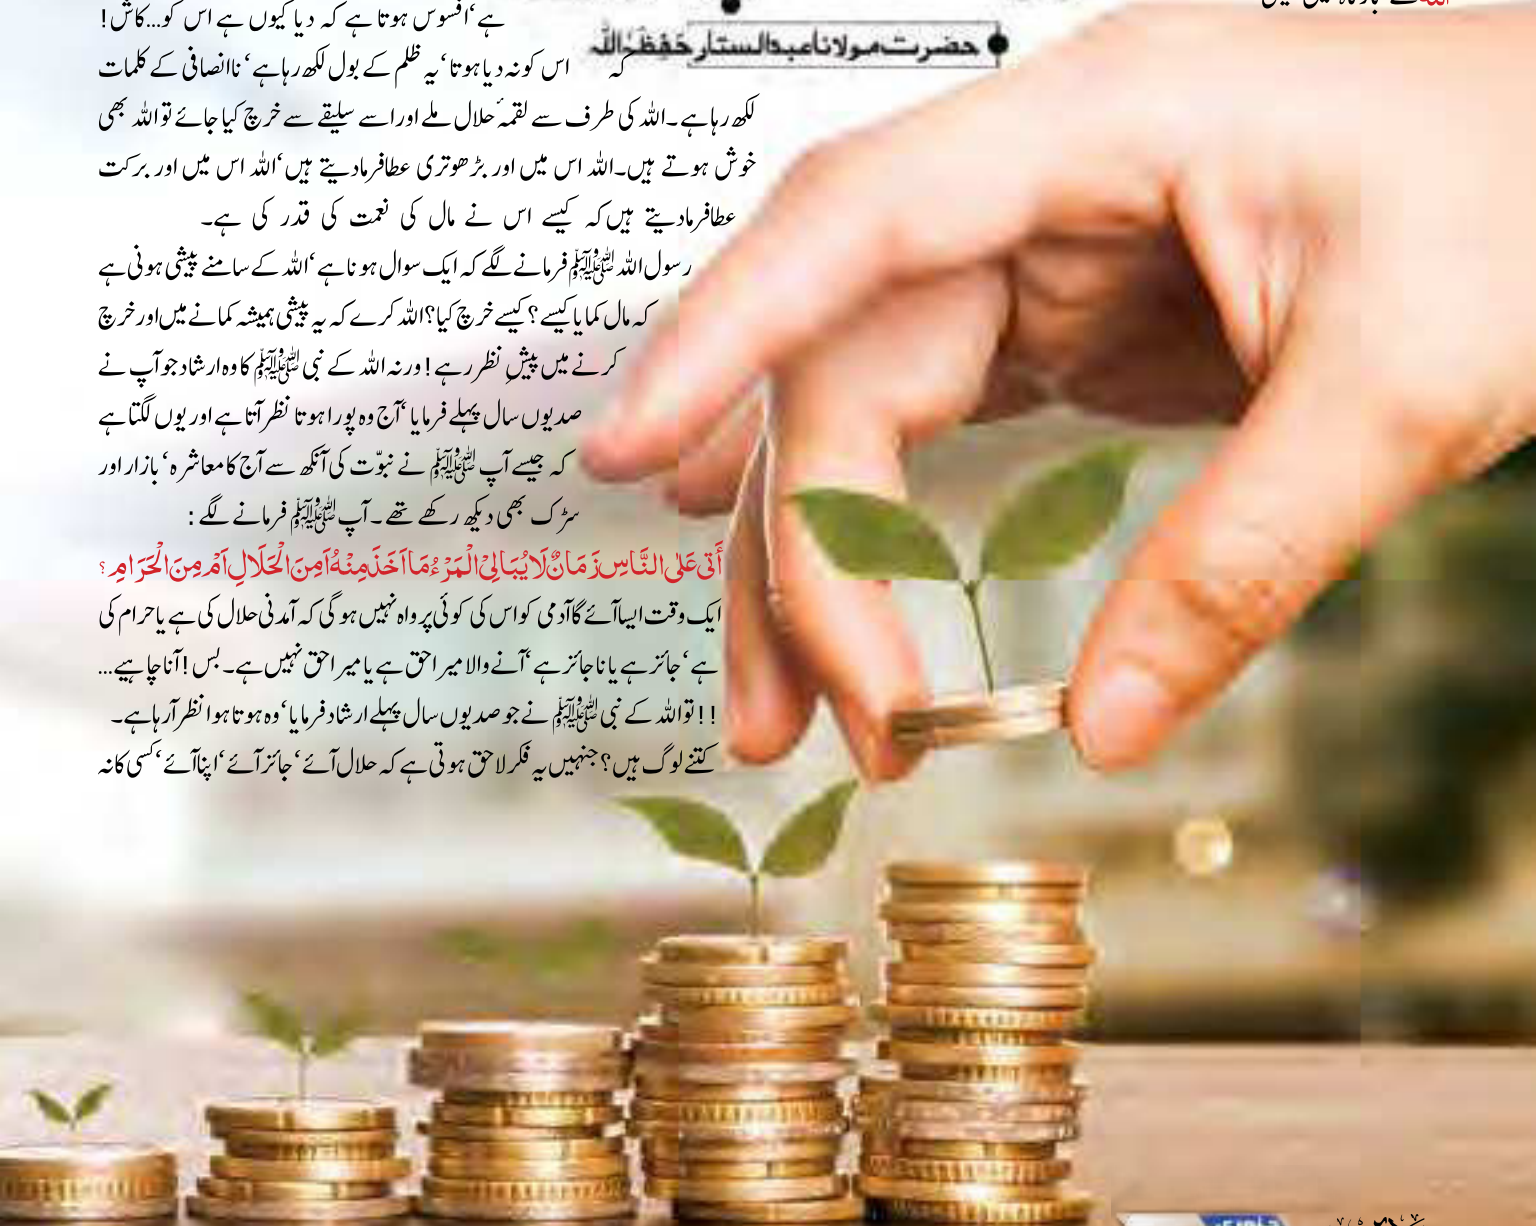 حضرت مولانا عبدالستار حَفِظَہُ اللہ
ہے‘افسوس ہوتا ہے کہ دیا کیوں ہے اس کو...کاش!
کہ اس کو نہ دیا ہوتا‘ یہ ظلم کے بول لکھ رہا ہے‘ ناانصافی کے کلمات
لکھ رہا ہے۔اللہ کی طرف سے لقمۂ حلال ملے اور اسے سلیقے سے خرچ کیا جائے تو اللہ بھی
خوش ہوتے ہیں۔اللہ اس میں اور بڑھوتری عطا فرمادیتے ہیں‘اللہ اس میں اور برکت
عطا فرمادیتے ہیں کہ کیسے اس نے مال کی نعمت کی قدر کی ہے۔
رسول اللہ ﷺ فرمانے لگے کہ ایک سوال ہونا ہے‘اللہ کے سامنے پیشی ہونی ہے
کہ مال کمایا کیسے؟ کیسے خرچ کیا؟ اللہ کرے کہ یہ پیشی ہمیشہ کمانے میں اور خرچ
کرنے میں پیشِ نظر رہے! ورنہ اللہ کے نبی ﷺ کا وہ ارشاد جو آپ نے
صدیوں سال پہلے فرمایا‘ آج وہ پورا ہوتا نظر آتا ہے اور یوں لگتا ہے
کہ جیسے آپ ﷺ نے نبوّت کی آنکھ سے آج کا معاشرہ‘ بازار اور
سڑک بھی دیکھ رکھے تھے۔آپ ﷺ فرمانے لگے :
أَتٰی عَلٰی النَّاسِ زَمَانٌ لَا یُبَالِیْ الْمَرْءُ مَا اَخَذَ مِنْهُ اَمِنَ الْحَلَالِ اَمْ مِنَ الْحَرَامِ ؟
ایک وقت ایسا آئے گا آدمی کو اس کی کوئی پرواہ نہیں ہو گی کہ آمدنی حلال کی ہے یا حرام کی
ہے‘ جائز ہے یا ناجائز ہے‘ آنے والا میرا حق ہے یا میرا حق نہیں ہے۔ بس! آنا چاہیے...
!! تو اللہ کے نبی ﷺ نے جو صدیوں سال پہلے ارشاد فرمایا‘ وہ ہوتا ہوا نظر آرہا ہے۔
کتنے لوگ ہیں؟ جنہیں یہ فکر لاحق ہوتی ہے کہ حلال آئے‘ جائز آئے‘ اپنا آئے‘ کسی کا نہ